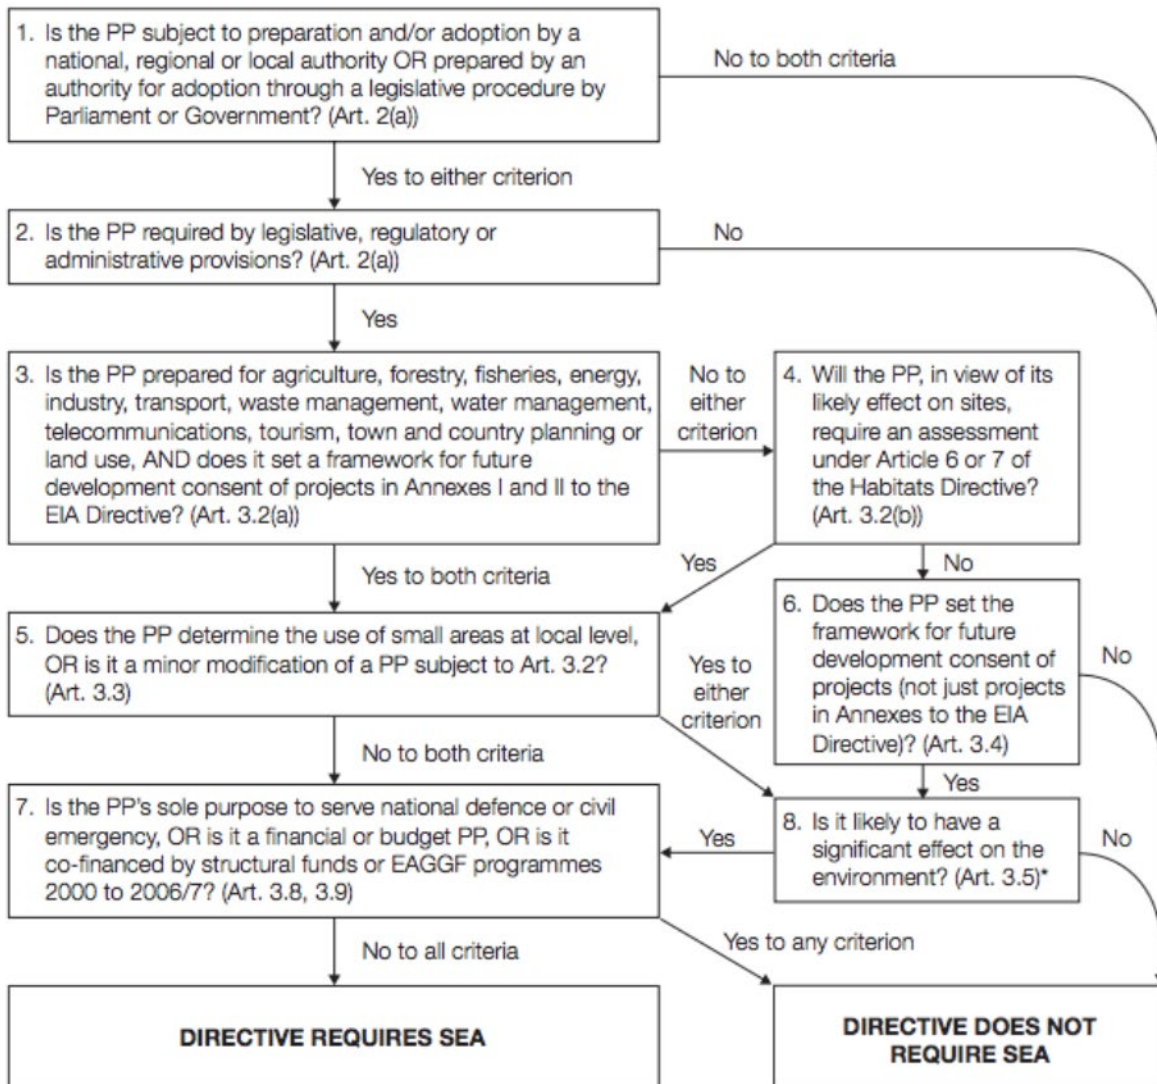 1. Is the PP subject to preparation and/or adoption by a
national, regional or local authority OR prepared by an
authority for adoption through a legislative procedure by
Parliament or Government? (Art. 2(a))
No to both criteria
Yes to either criterion
2. Is the PP required by legislative, regulatory or
administrative provisions? (Art. 2(a))
No
Yes
3. Is the PP prepared for agriculture, forestry, fisheries, energy,
industry, transport, waste management, water management,
telecommunications, tourism, town and country planning or
land use, AND does it set a framework for future
development consent of projects in Annexes I and II to the
EIA Directive? (Art. 3.2(a))
No to
either
criterion
4. Will the PP, in view of its
likely effect on sites,
require an assessment
under Article 6 or 7 of
the Habitats Directive?
(Art. 3.2(b))
Yes to both criteria
Yes
No
5. Does the PP determine the use of small areas at local level,
OR is it a minor modification of a PP subject to Art. 3.2?
(Art. 3.3)
Yes to
either
criterion
6. Does the PP set the
framework for future
development consent of
projects (not just projects
in Annexes to the EIA
Directive)? (Art. 3.4)
No
No to both criteria
Yes
7. Is the PP's sole purpose to serve national defence or civil
emergency, OR is it a financial or budget PP, OR is it
co-financed by structural funds or EAGGF programmes
2000 to 2006/7? (Art. 3.8, 3.9)
Yes
8. Is it likely to have a
significant effect on the
environment? (Art. 3.5)*
No
No to all criteria
Yes to any criterion
DIRECTIVE REQUIRES SEA
DIRECTIVE DOES NOT
REQUIRE SEA